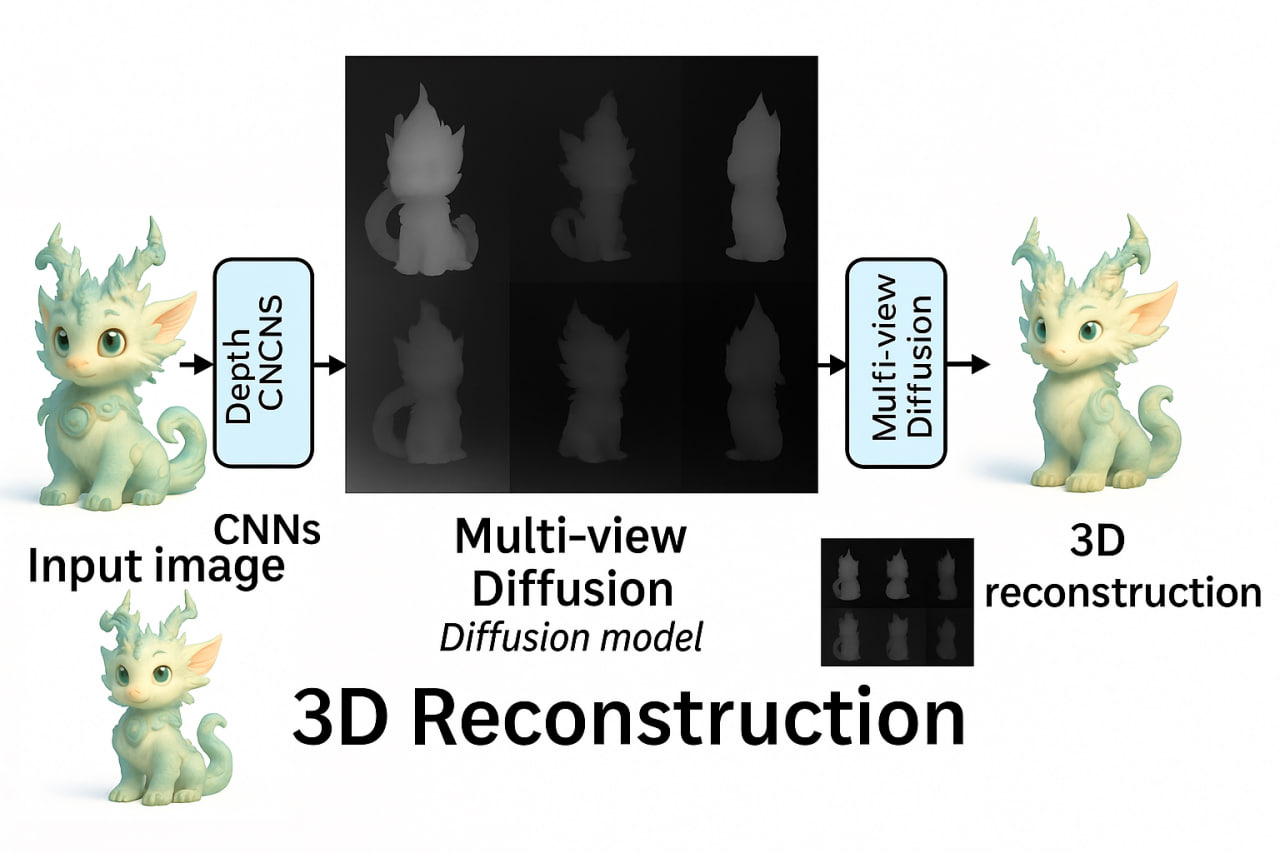 Depth
CNCNS
Mulfi-view
Diffusion
CNNs
Input image
Multi-view
Diffusion
Diffusion model
3D
reconstruction
3D Reconstruction